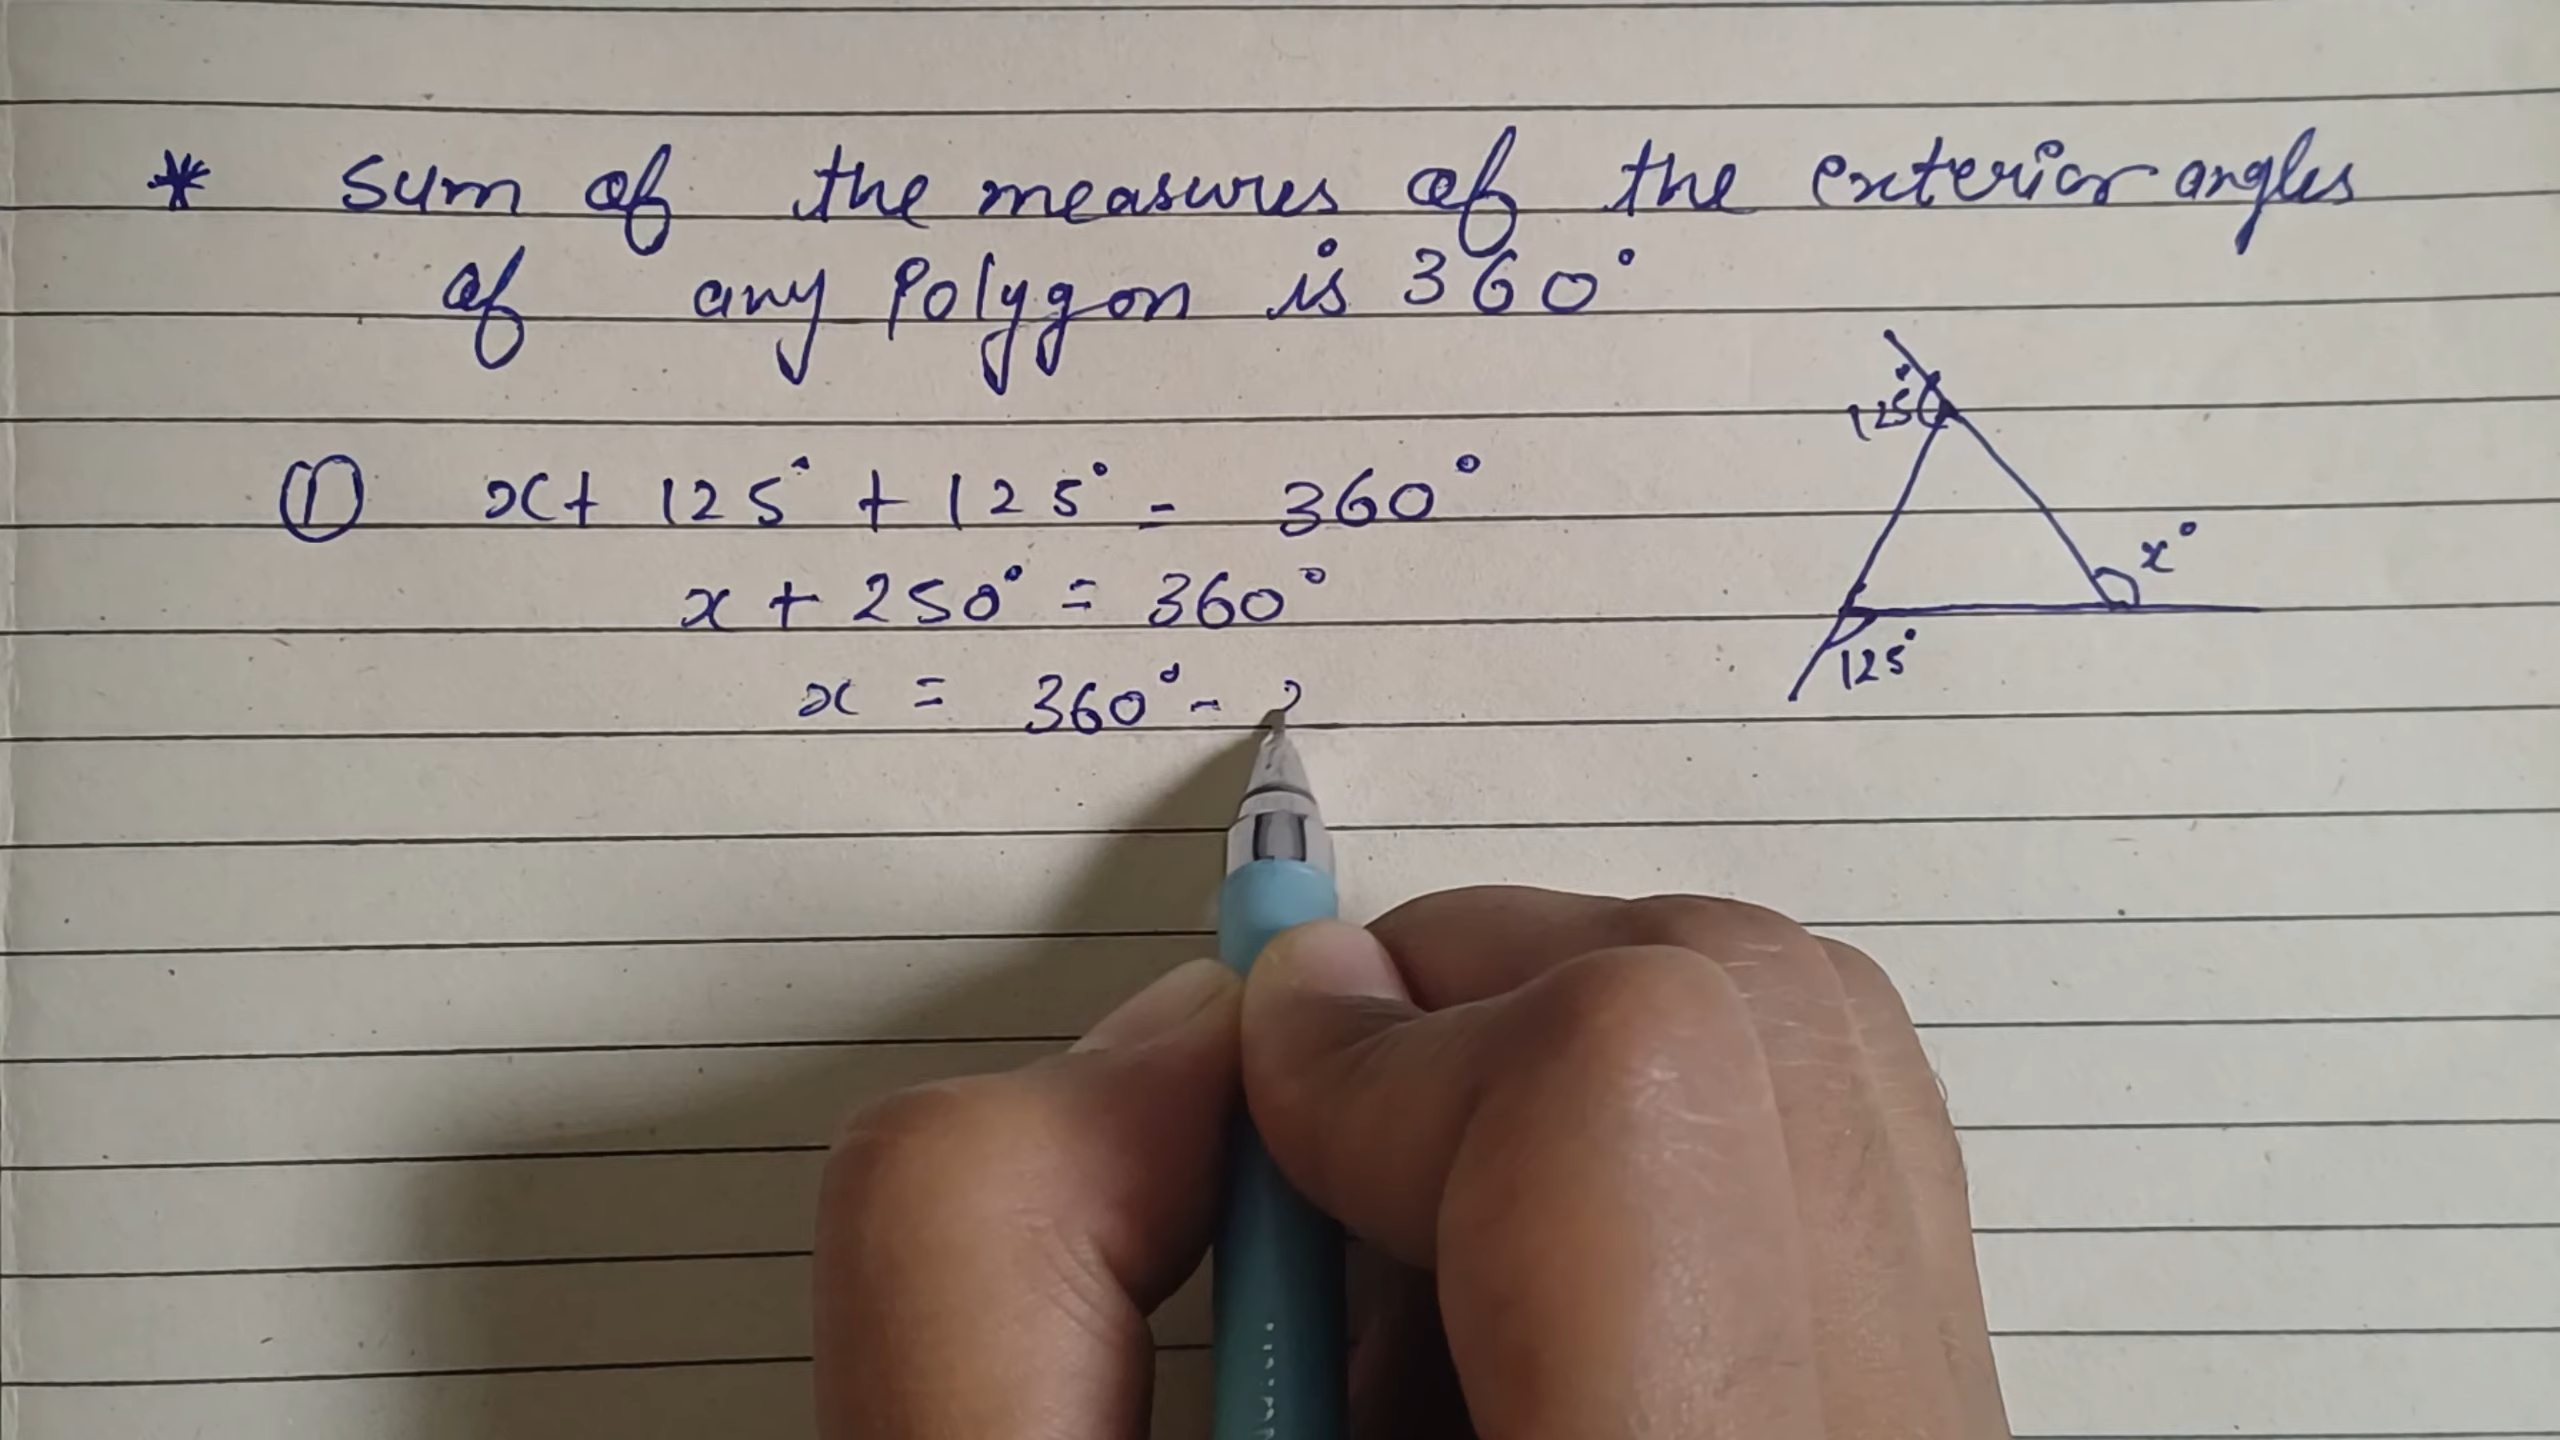 * Sum of the measures of the exterior angles
of any Polygon is 360°
① x + 125° + 125° = 360°
x + 250° = 360°
x = 360° - 2
125°
x°
125°